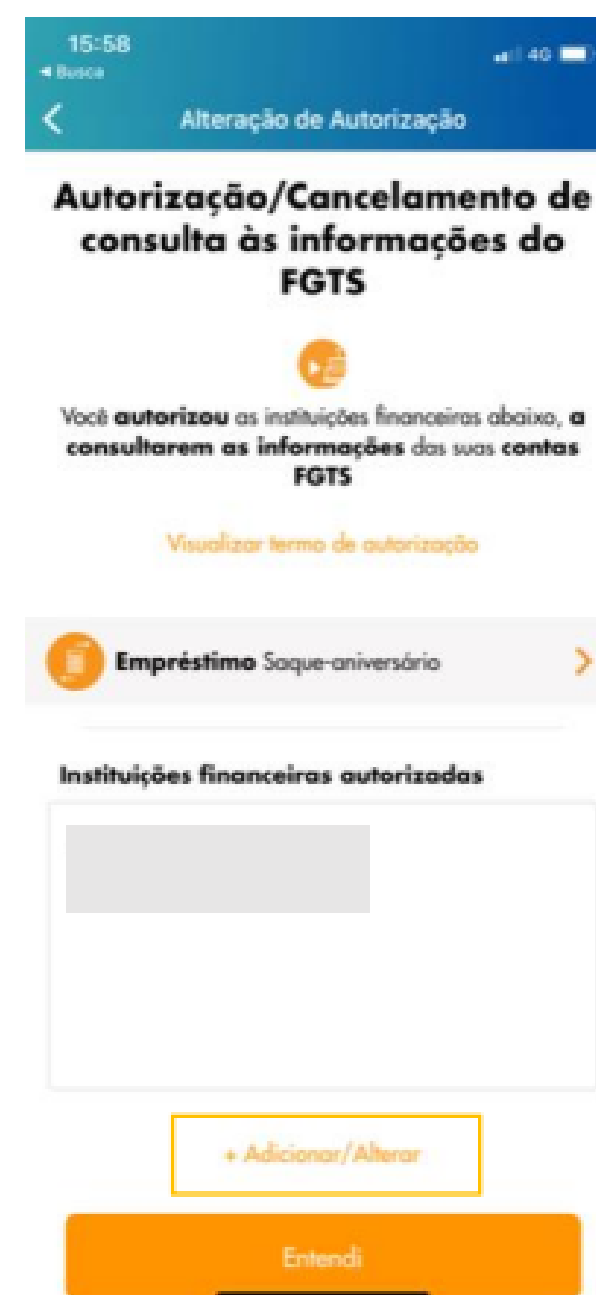 15:58
4G
◄ Busca
Alteração de Autorização
Autorização/Cancelamento de
consulta às informações do
FGTS
Você autorizou as instituições financeiras abaixo, a
consultarem as informações das suas contas
FGTS
Visualizar termo de autorização
Empréstimo Saque-aniversário
Instituições financeiras autorizadas
+ Adicionar/Alterar
Entendi